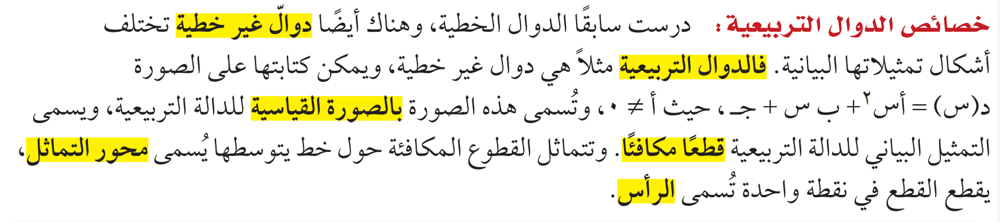 خصائص الدوال التربيعية: درست سابقًا الدوال الخطية، وهناك أيضًا دوالّ غير خطية تختلف
أشكال تمثيلاتها البيانية. فالدوال التربيعية مثلاً هي دوال غير خطية، ويمكن كتابتها على الصورة
د(س) = أس٢ + ب س + جـ ، حيث أ ≠ ٠، وتُسمى هذه الصورة بالصورة القياسية للدالة التربيعية، ويسمى
التمثيل البياني للدالة التربيعية قطعًا مكافئًا. وتتماثل القطوع المكافئة حول خط يتوسطها يُسمى محور التماثل،
يقطع القطع في نقطة واحدة تُسمى الرأس.